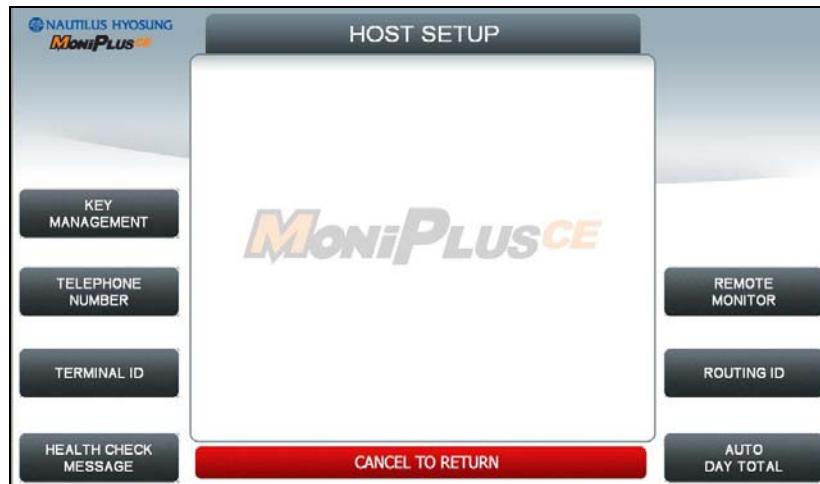 NAUTILUS HYOSUNG
MoniPlus CE
HOST SETUP
MoniPlus CE
KEY
MANAGEMENT
TELEPHONE
NUMBER
REMOTE
MONITOR
TERMINAL ID
ROUTING ID
HEALTH CHECK
MESSAGE
CANCEL TO RETURN
AUTO
DAY TOTAL